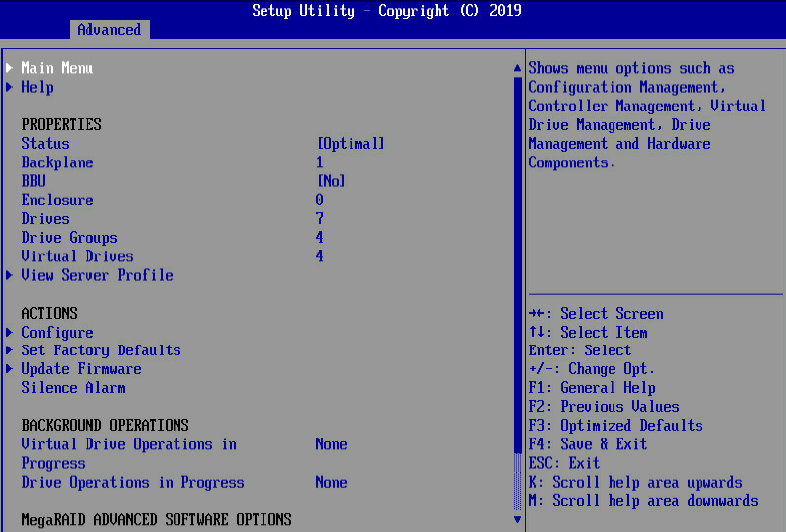 Setup Utility - Copyright (C) 2019
Advanced
Main Menu
Help
PROPERTIES
Status [Optimal]
Backplane 1
BBU [No]
Enclosure 0
Drives 7
Drive Groups 4
Virtual Drives 4
View Server Profile
ACTIONS
Configure
Set Factory Defaults
Update Firmware
Silence Alarm
BACKGROUND OPERATIONS
Virtual Drive Operations in None
Progress
Drive Operations in Progress None
MegaRAID ADVANCED SOFTWARE OPTIONS
Shows menu options such as
Configuration Management,
Controller Management, Virtual
Drive Management, Drive
Management and Hardware
Components.
→←: Select Screen
↑↓: Select Item
Enter: Select
+/-: Change Opt.
F1: General Help
F2: Previous Values
F3: Optimized Defaults
F4: Save & Exit
ESC: Exit
K: Scroll help area upwards
M: Scroll help area downwards